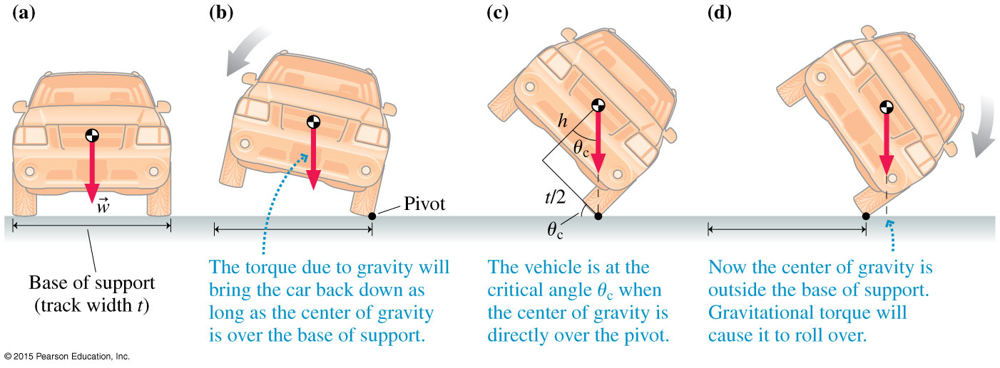 (a)
(b)
(c)
(d)
w⃗
Base of support
(track width t)
Pivot
The torque due to gravity will
bring the car back down as
long as the center of gravity
is over the base of support.
h
θc
t/2
θc
The vehicle is at the
critical angle θc when
the center of gravity is
directly over the pivot.
Now the center of gravity is
outside the base of support.
Gravitational torque will
cause it to roll over.
© 2015 Pearson Education, Inc.